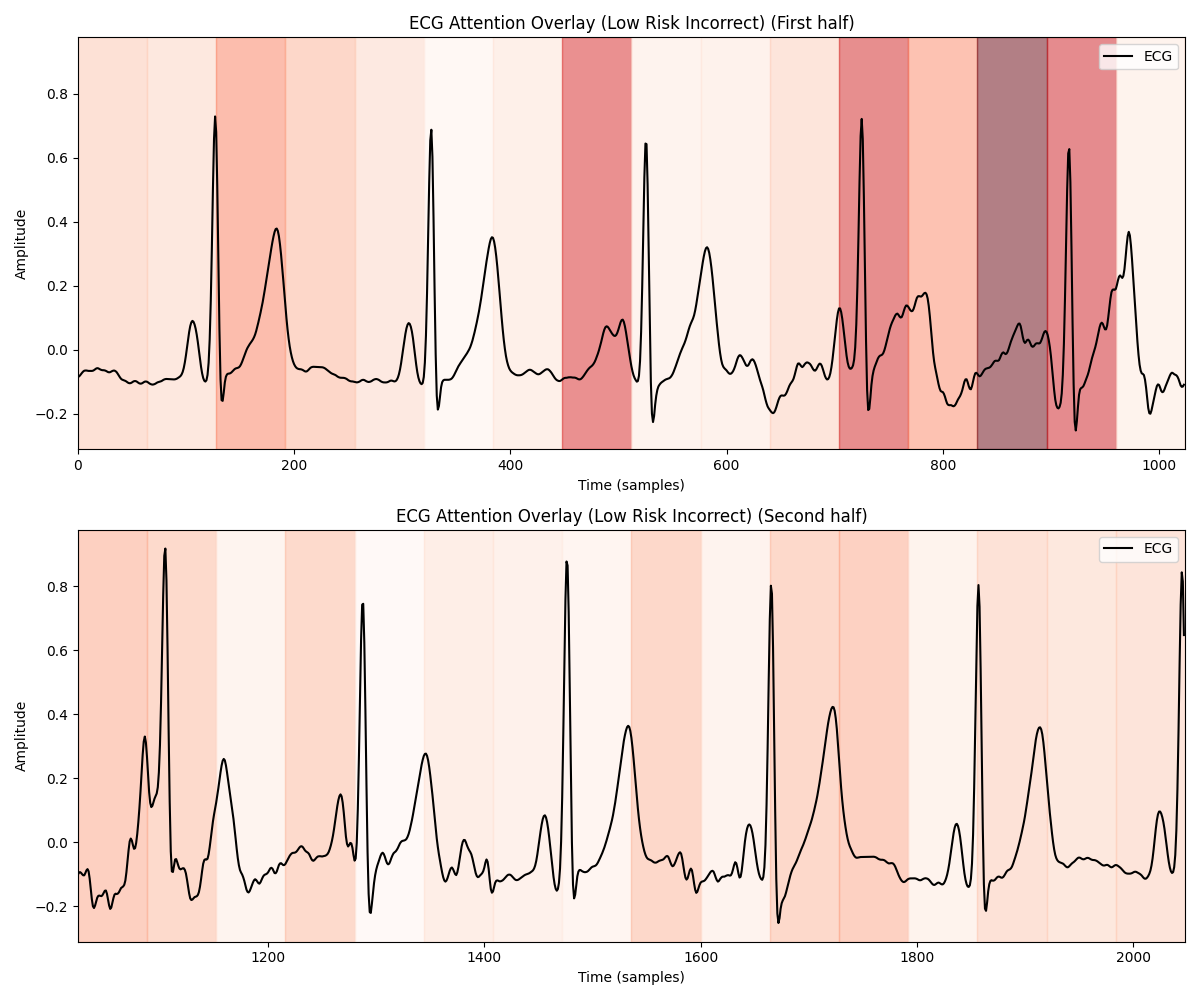 ECG Attention Overlay (Low Risk Incorrect) (First half)
ECG
Amplitude
0.8
0.6
0.4
0.2
0.0
−0.2
0 200 400 600 800 1000
Time (samples)
ECG Attention Overlay (Low Risk Incorrect) (Second half)
ECG
Amplitude
0.8
0.6
0.4
0.2
0.0
−0.2
1200 1400 1600 1800 2000
Time (samples)